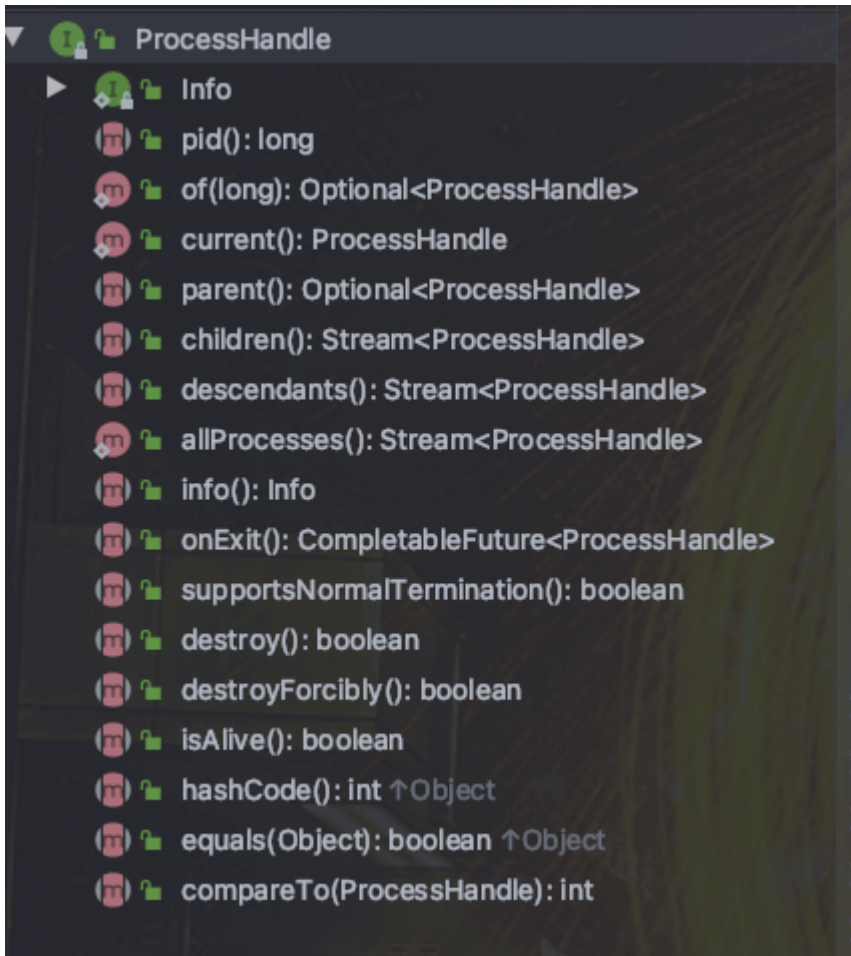 ProcessHandle
Info
pid(): long
of(long): Optional<ProcessHandle>
current(): ProcessHandle
parent(): Optional<ProcessHandle>
children(): Stream<ProcessHandle>
descendants(): Stream<ProcessHandle>
allProcesses(): Stream<ProcessHandle>
info(): Info
onExit(): CompletableFuture<ProcessHandle>
supportsNormalTermination(): boolean
destroy(): boolean
destroyForcibly(): boolean
isAlive(): boolean
hashCode(): int ↑Object
equals(Object): boolean ↑Object
compareTo(ProcessHandle): int